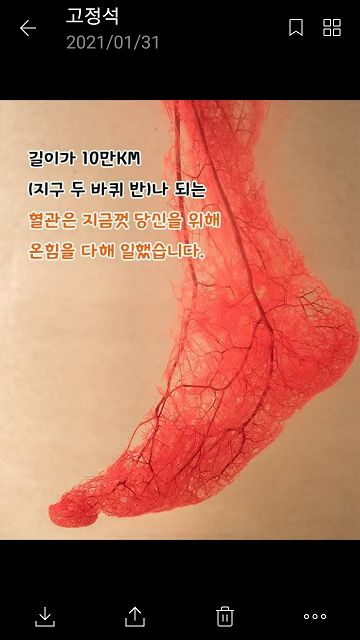 고정석
2021/01/31
길이가 10만KM
(지구 두 바퀴 반)나 되는
혈관은 지금껏 당신을 위해
온힘을 다해 일했습니다.